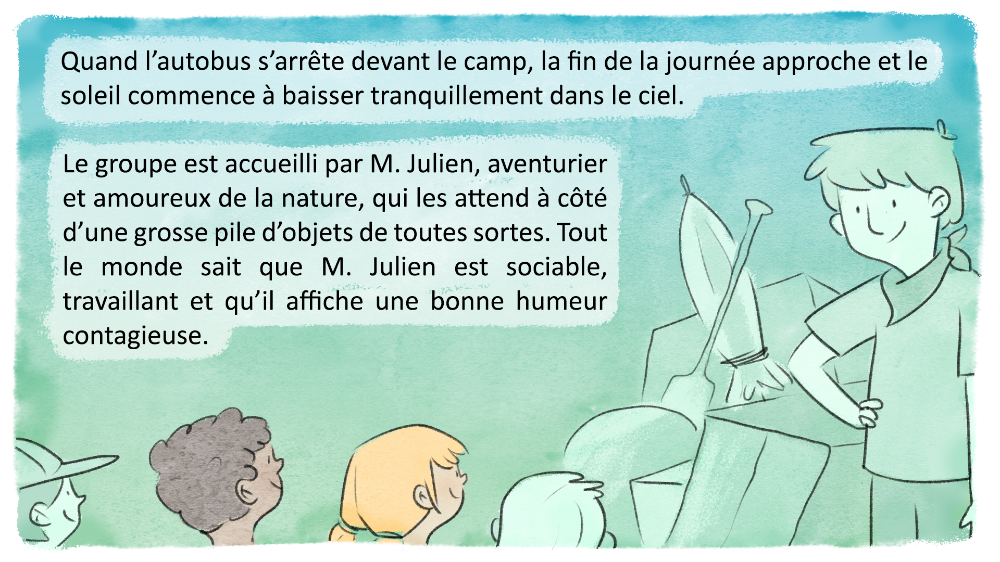 Quand l’autobus s’arrête devant le camp, la fin de la journée approche et le
soleil commence à baisser tranquillement dans le ciel.
Le groupe est accueilli par M. Julien, aventurier
et amoureux de la nature, qui les attend à côté
d’une grosse pile d’objets de toutes sortes. Tout
le monde sait que M. Julien est sociable,
travaillant et qu’il affiche une bonne humeur
contagieuse.